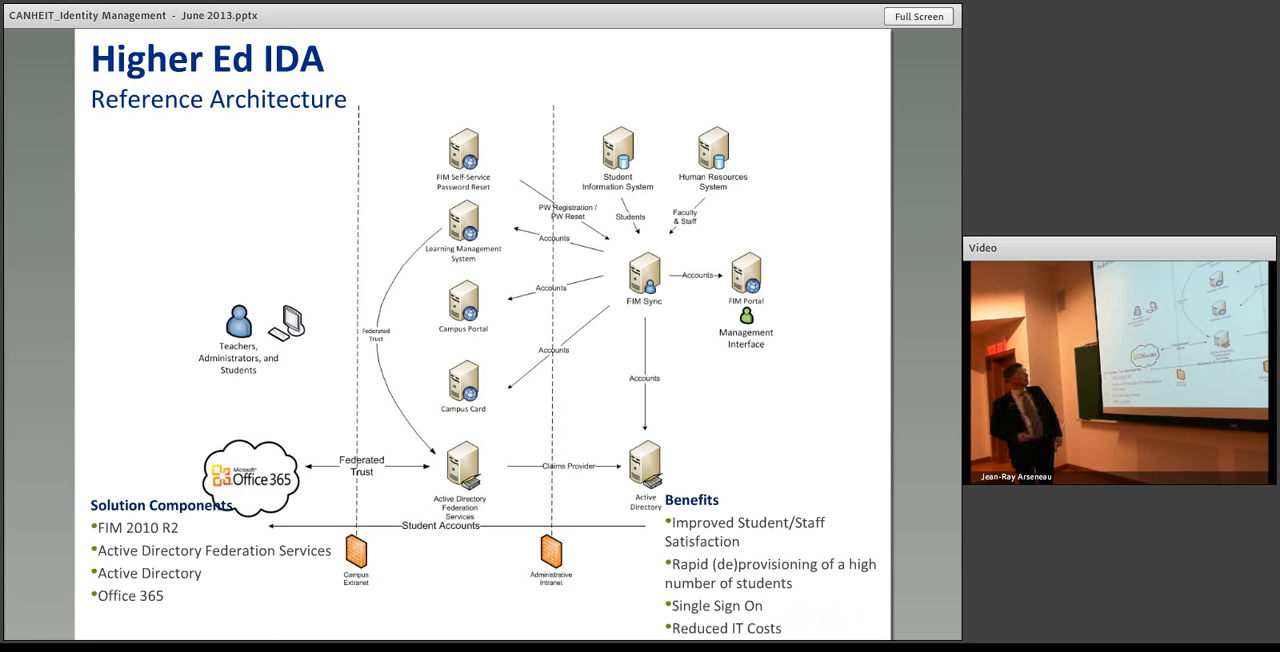 CANHEIT_Identity Management - June 2013.pptx
Full Screen
Higher Ed IDA
Reference Architecture
FIM Self-Service
Password Reset
Student
Information System
Human Resources
System
PW Registration /
PW Reset
Students
Faculty
& Staff
Learning Management
System
Accounts
FIM Sync
Accounts
FIM Portal
Management
Interface
Accounts
Campus Portal
Federated
Trust
Teachers,
Administrators, and
Students
Accounts
Campus Card
Accounts
Microsoft
Office 365
Federated
Trust
Active Directory
Federation
Services
Claims Provider
Active
Directory
Student Accounts
Campus
Extranet
Administrative
Intranet
Solution Components
•FIM 2010 R2
•Active Directory Federation Services
•Active Directory
•Office 365
Benefits
•Improved Student/Staff
Satisfaction
•Rapid (de)provisioning of a high
number of students
•Single Sign On
•Reduced IT Costs
Video
Jean-Ray Arseneau